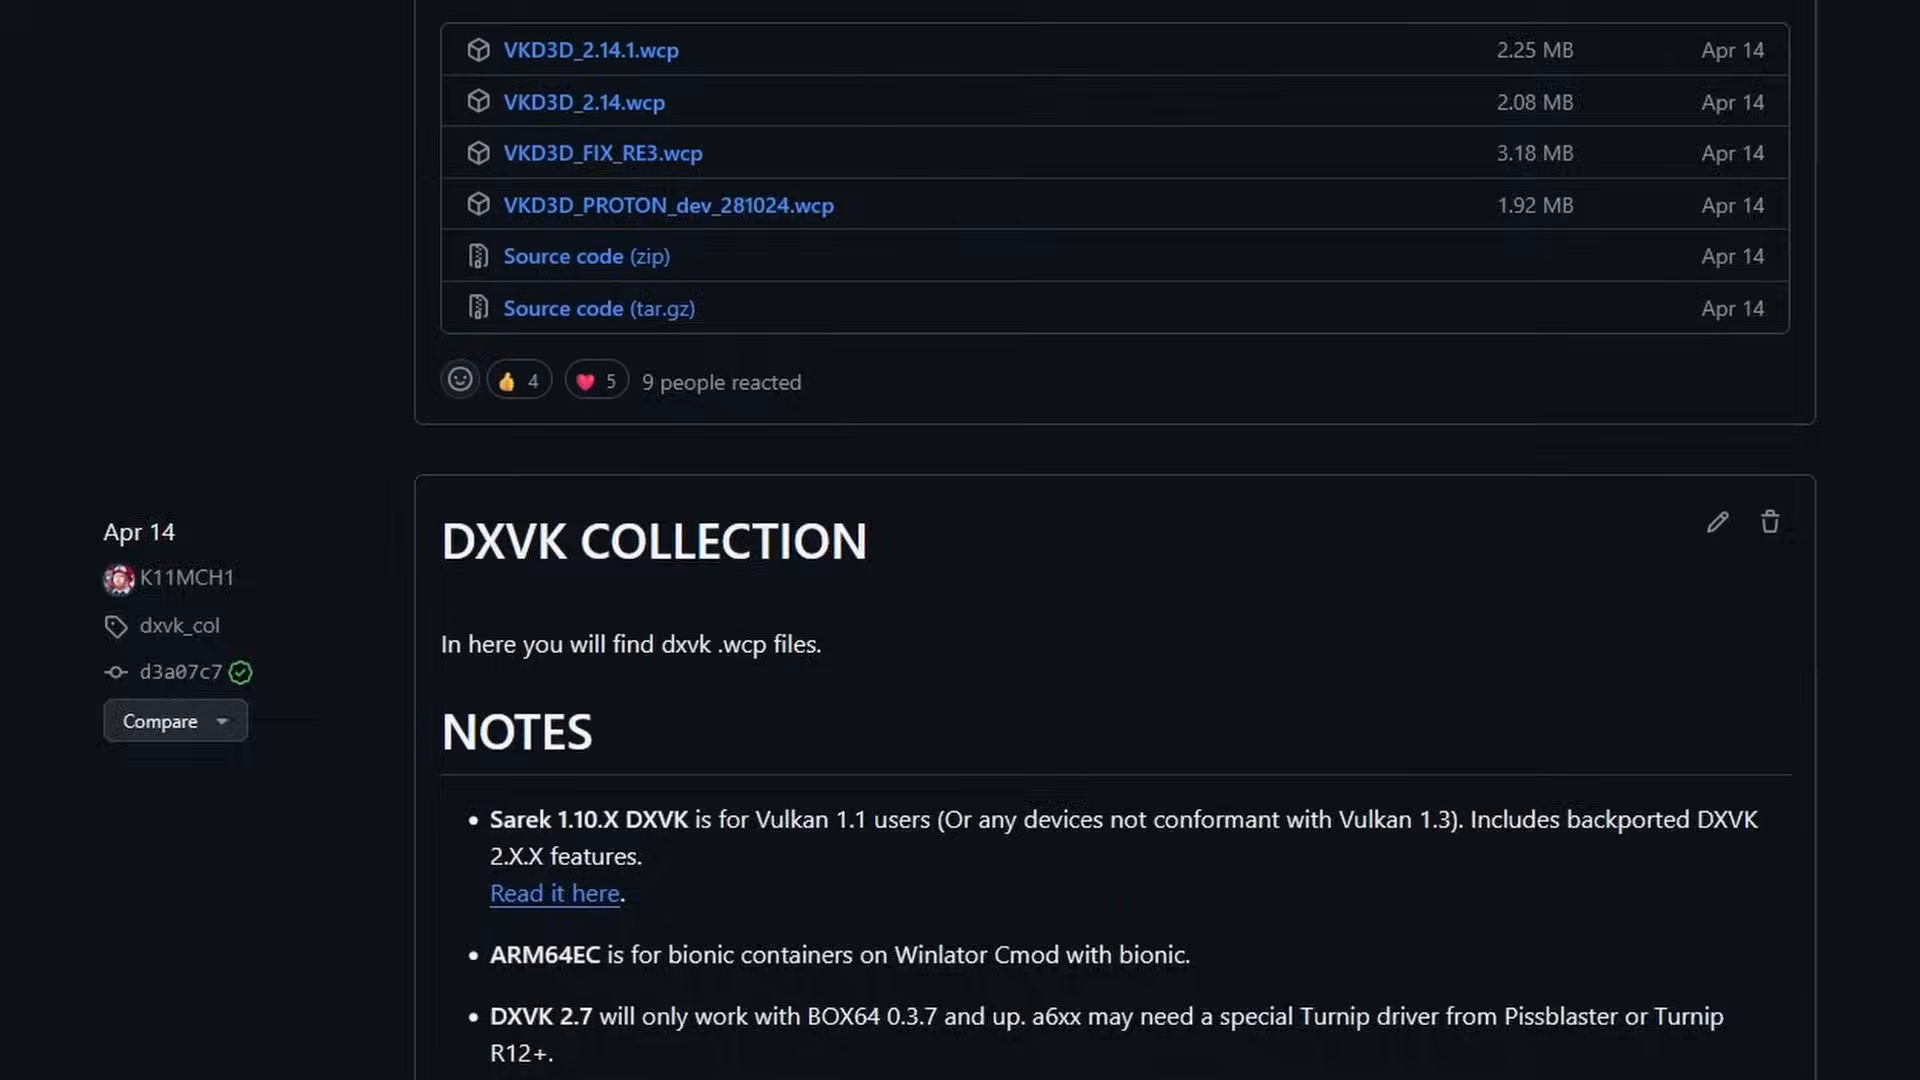 VKD3D_2.14.1.wcp 2.25 MB Apr 14
VKD3D_2.14.wcp 2.08 MB Apr 14
VKD3D_FIX_RE3.wcp 3.18 MB Apr 14
VKD3D_PROTON_dev_281024.wcp 1.92 MB Apr 14
Source code (zip) Apr 14
Source code (tar.gz) Apr 14
4 5 9 people reacted
Apr 14
K11MCH1
dxvk_col
d3a07c7
Compare
DXVK COLLECTION
In here you will find dxvk .wcp files.
NOTES
• Sarek 1.10.X DXVK is for Vulkan 1.1 users (Or any devices not conformant with Vulkan 1.3). Includes backported DXVK
2.X.X features.
Read it here.
• ARM64EC is for bionic containers on Winlator Cmod with bionic.
• DXVK 2.7 will only work with BOX64 0.3.7 and up. a6xx may need a special Turnip driver from Pissblaster or Turnip
R12+.